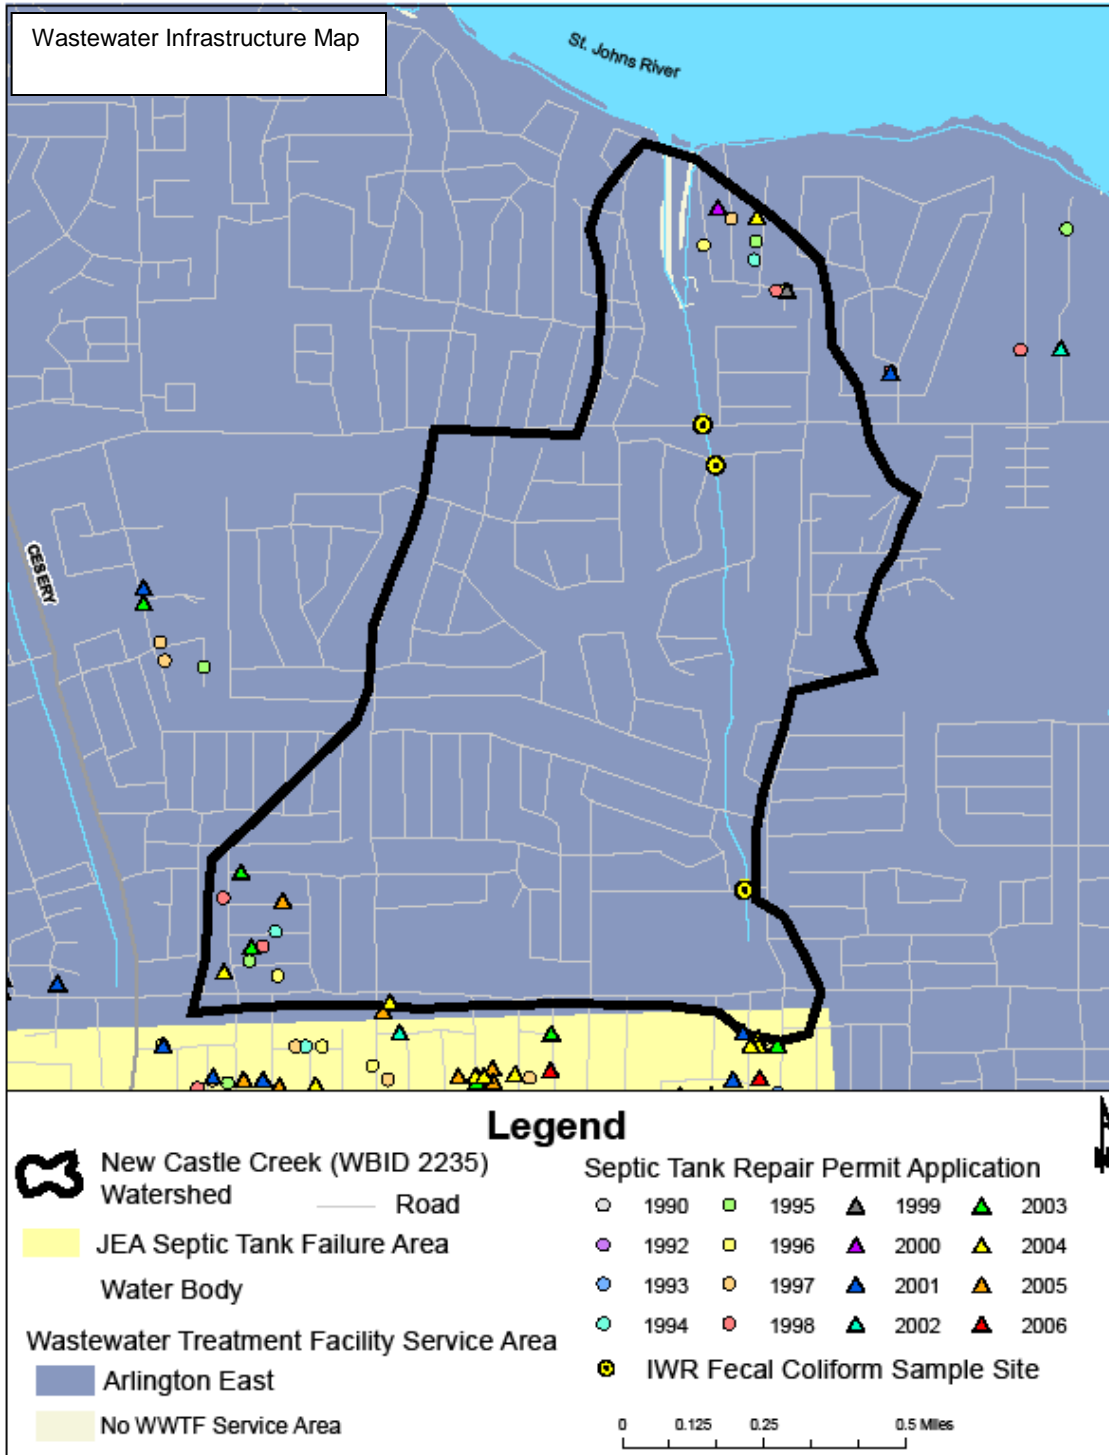 Wastewater Infrastructure Map
St. Johns River
CESERY
Legend
New Castle Creek (WBID 2235)
Watershed
Road
JEA Septic Tank Failure Area
Water Body
Wastewater Treatment Facility Service Area
Arlington East
No WWTF Service Area
Septic Tank Repair Permit Application
1990 1995 1999 2003
1992 1996 2000 2004
1993 1997 2001 2005
1994 1998 2002 2006
IWR Fecal Coliform Sample Site
0 0.125 0.25 0.5 Miles